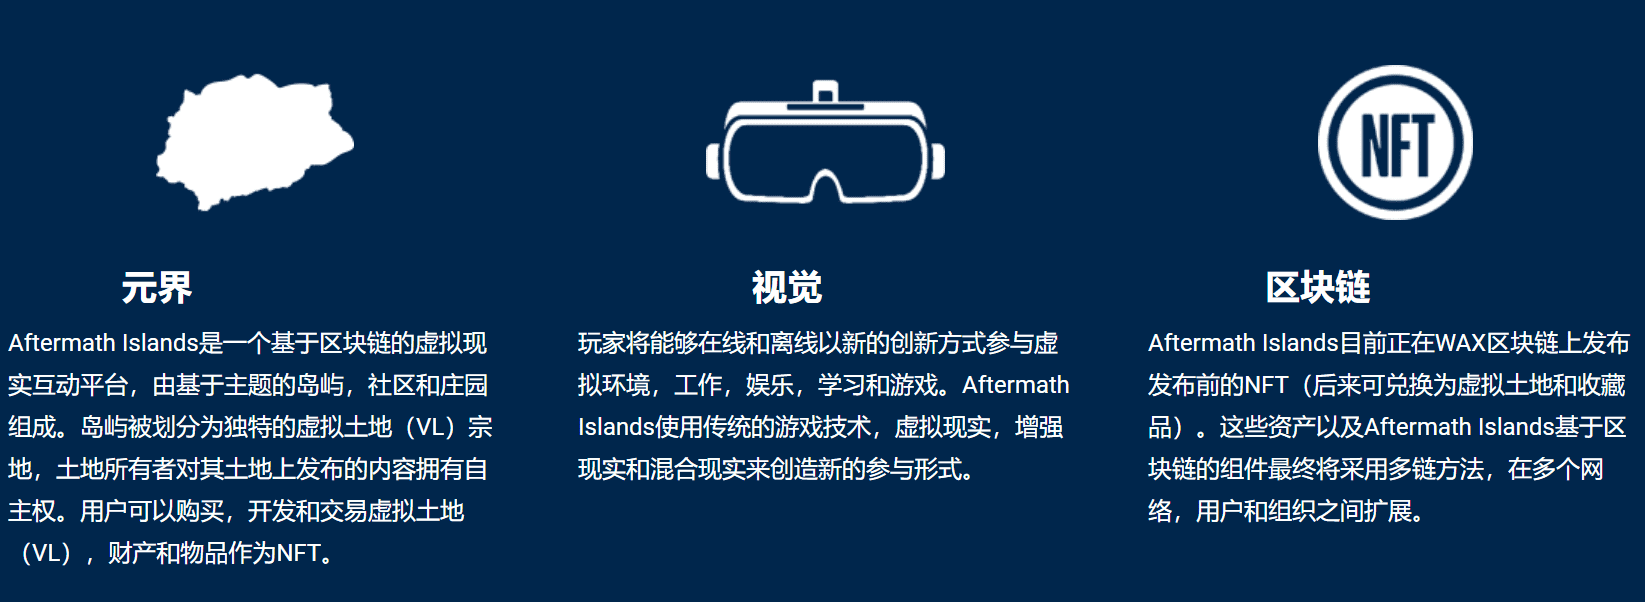 NFT
元界
Aftermath Islands是一个基于区块链的虚拟现
实互动平台，由基于主题的岛屿，社区和庄园
组成。岛屿被划分为独特的虚拟土地（VL）宗
地，土地所有者对其土地上发布的内容拥有自
主权。用户可以购买，开发和交易虚拟土地
（VL），财产和物品作为NFT。
视觉
玩家将能够在线和离线以新的创新方式参与虚
拟环境，工作，娱乐，学习和游戏。Aftermath
Islands使用传统的游戏技术，虚拟现实，增强
现实和混合现实来创造新的参与形式。
区块链
Aftermath Islands目前正在WAX区块链上发布
发布前的NFT（后来可兑换为虚拟土地和收藏
品）。这些资产以及Aftermath Islands基于区
块链的组件最终将采用多链方法，在多个网
络，用户和组织之间扩展。